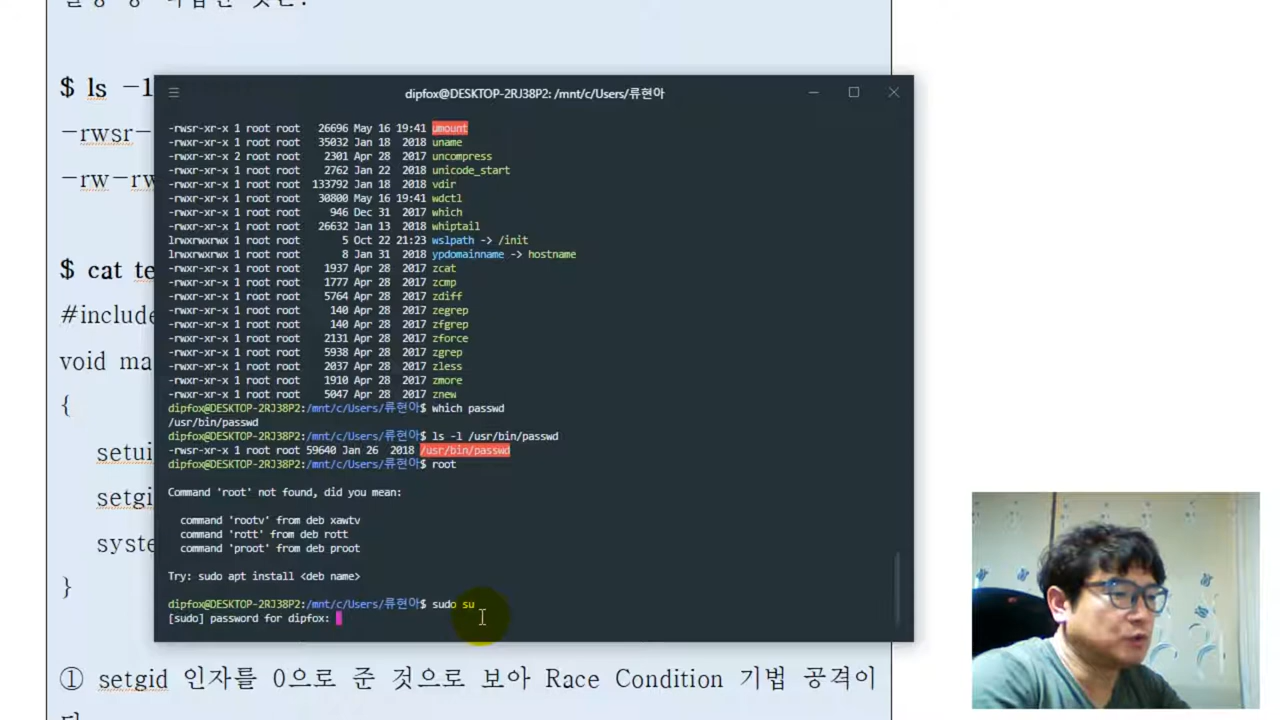 $ ls -l
-rwsr-
-rw-rw
$ cat te
#include
void ma
{
setui
setgi
syste
}
① setgid 인자를 0으로 준 것으로 보아 Race Condition 기법 공격이
dipfox@DESKTOP-2RJ38P2: /mnt/c/Users/류현아
-rwsr-xr-x 1 root root 26696 May 16 19:41 umount
-rwxr-xr-x 1 root root 35032 Jan 18 2018 uname
-rwxr-xr-x 2 root root 2301 Apr 28 2017 uncompress
-rwxr-xr-x 1 root root 2762 Jan 22 2018 unicode_start
-rwxr-xr-x 1 root root 133792 Jan 18 2018 vdir
-rwxr-xr-x 1 root root 30800 May 16 19:41 wdctl
-rwxr-xr-x 1 root root 946 Dec 31 2017 which
-rwxr-xr-x 1 root root 26632 Jan 13 2018 whiptail
lrwxrwxrwx 1 root root 5 Oct 22 21:23 wslpath -> /init
lrwxrwxrwx 1 root root 8 Jan 31 2018 ypdomainname -> hostname
-rwxr-xr-x 1 root root 1937 Apr 28 2017 zcat
-rwxr-xr-x 1 root root 1777 Apr 28 2017 zcmp
-rwxr-xr-x 1 root root 5764 Apr 28 2017 zdiff
-rwxr-xr-x 1 root root 140 Apr 28 2017 zegrep
-rwxr-xr-x 1 root root 140 Apr 28 2017 zfgrep
-rwxr-xr-x 1 root root 2131 Apr 28 2017 zforce
-rwxr-xr-x 1 root root 5938 Apr 28 2017 zgrep
-rwxr-xr-x 1 root root 2037 Apr 28 2017 zless
-rwxr-xr-x 1 root root 1910 Apr 28 2017 zmore
-rwxr-xr-x 1 root root 5047 Apr 28 2017 znew
dipfox@DESKTOP-2RJ38P2:/mnt/c/Users/류현아$ which passwd
/usr/bin/passwd
dipfox@DESKTOP-2RJ38P2:/mnt/c/Users/류현아$ ls -l /usr/bin/passwd
-rwsr-xr-x 1 root root 59640 Jan 26 2018 /usr/bin/passwd
dipfox@DESKTOP-2RJ38P2:/mnt/c/Users/류현아$ root
Command 'root' not found, did you mean:
command 'rootv' from deb xawtv
command 'rott' from deb rott
command 'proot' from deb proot
Try: sudo apt install <deb name>
dipfox@DESKTOP-2RJ38P2:/mnt/c/Users/류현아$ sudo su
[sudo] password for dipfox: